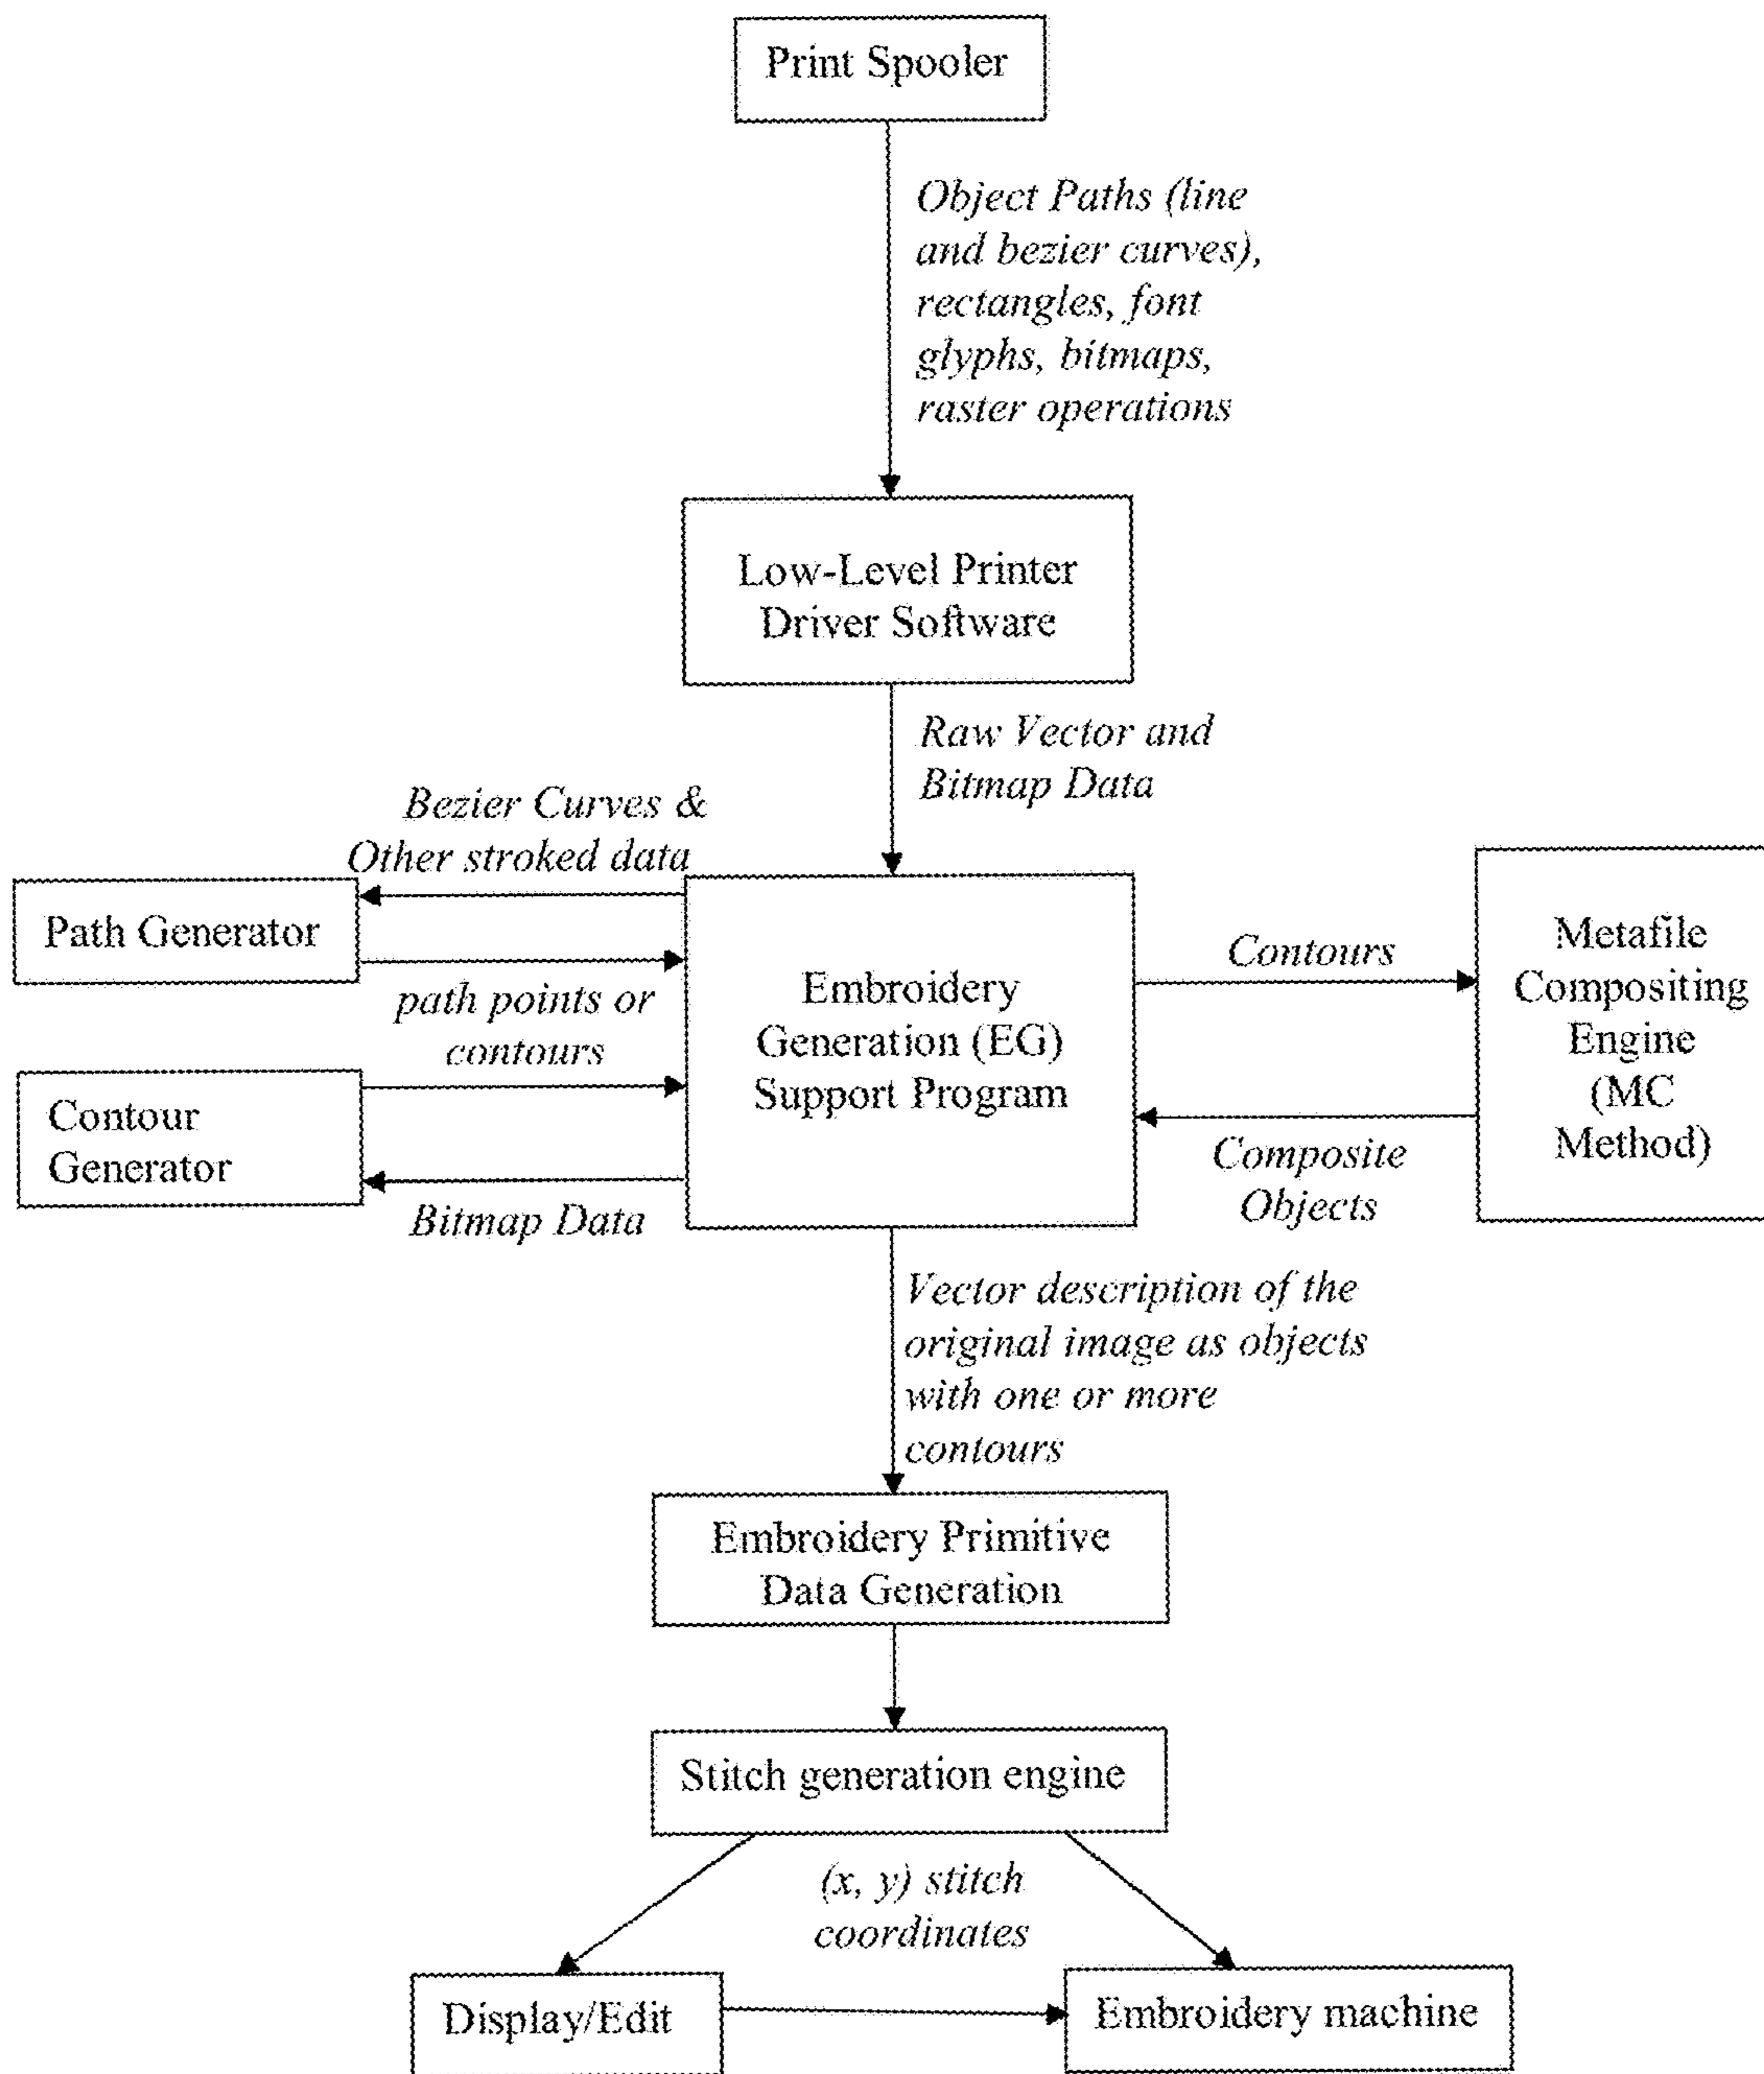 Print Spooler
Object Paths (line
and bezier curves),
rectangles, font
glyphs, bitmaps,
raster operations
Low-Level Printer
Driver Software
Raw Vector and
Bitmap Data
Bezier Curves &
Other stroked data
Path Generator
path points or
contours
Contour
Generator
Bitmap Data
Embroidery
Generation (EG)
Support Program
Contours
Composite
Objects
Metafile
Compositing
Engine
(MC
Method)
Vector description of the
original image as objects
with one or more
contours
Embroidery Primitive
Data Generation
Stitch generation engine
(x, y) stitch
coordinates
Display/Edit
Embroidery machine